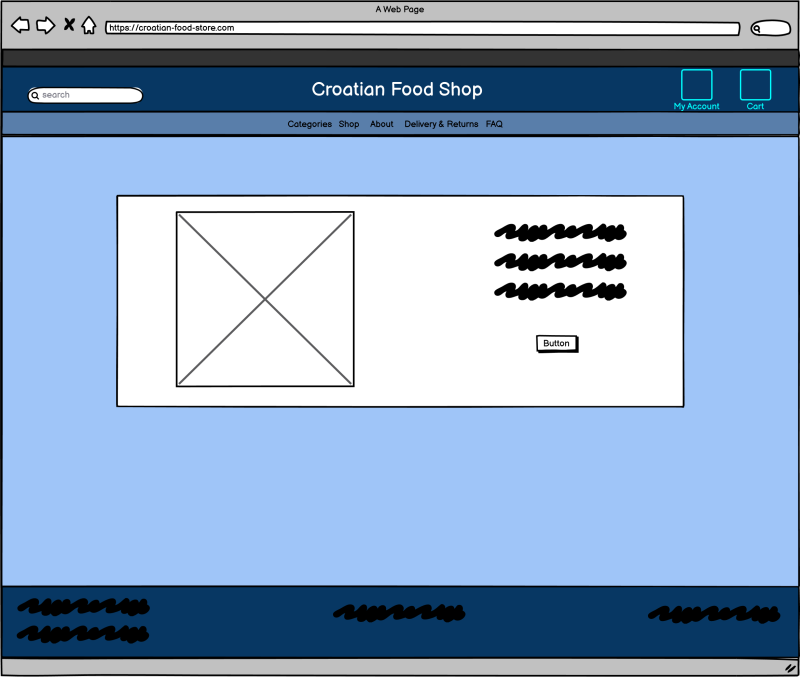 A Web Page
https://croatian-food-store.com
search
Croatian Food Shop
My Account
Cart
Categories Shop About Delivery & Returns FAQ
Button